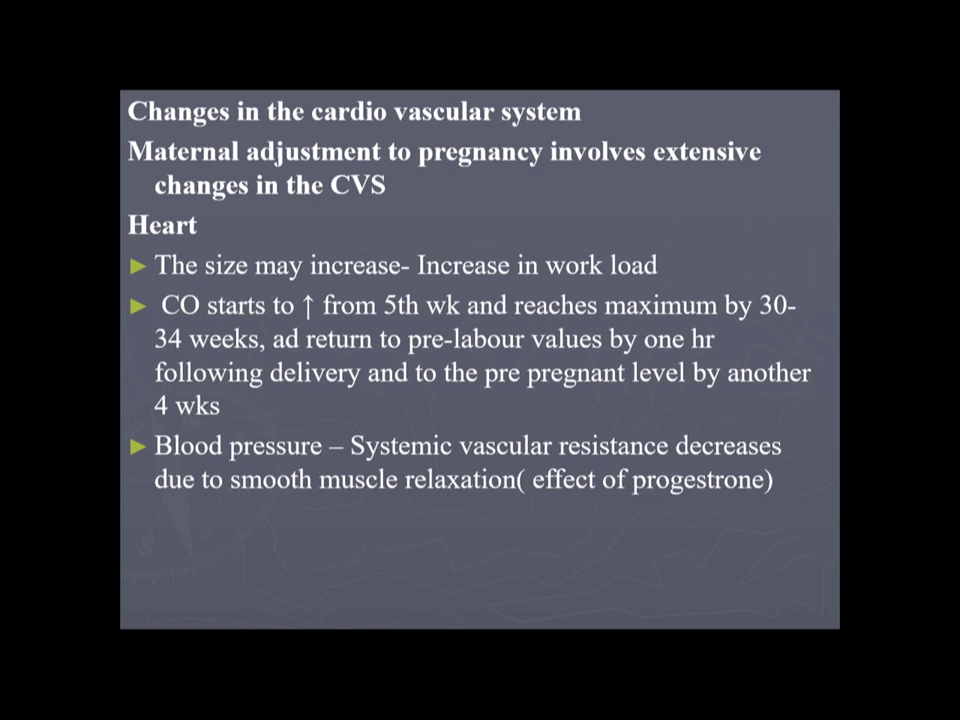 Changes in the cardio vascular system
Maternal adjustment to pregnancy involves extensive
changes in the CVS
Heart
► The size may increase- Increase in work load
► CO starts to ↑ from 5th wk and reaches maximum by 30-
34 weeks, ad return to pre-labour values by one hr
following delivery and to the pre pregnant level by another
4 wks
► Blood pressure – Systemic vascular resistance decreases
due to smooth muscle relaxation( effect of progestrone)